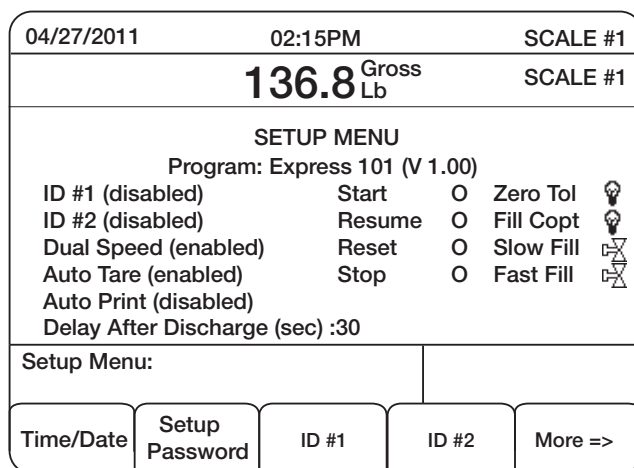 04/27/2011 02:15PM SCALE #1
136.8 Gross Lb SCALE #1
SETUP MENU
Program: Express 101 (V 1.00)
ID #1 (disabled) Start O Zero Tol
ID #2 (disabled) Resume O Fill Copt
Dual Speed (enabled) Reset O Slow Fill
Auto Tare (enabled) Stop O Fast Fill
Auto Print (disabled)
Delay After Discharge (sec) :30
Setup Menu:
Time/Date Setup Password ID #1 ID #2 More =>